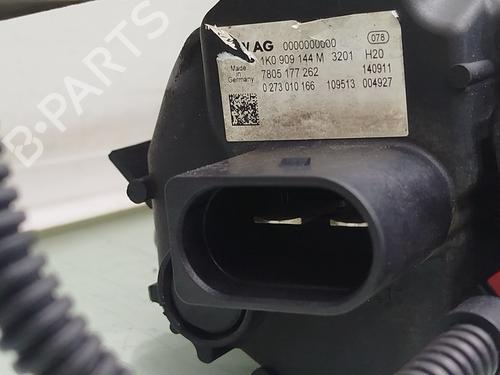 AG 0000000000 078
1K0 909 144 M 3201 H20
Made in Germany 7805 177 262 140911
0 273 010 166 109513 004927
B-PARTS